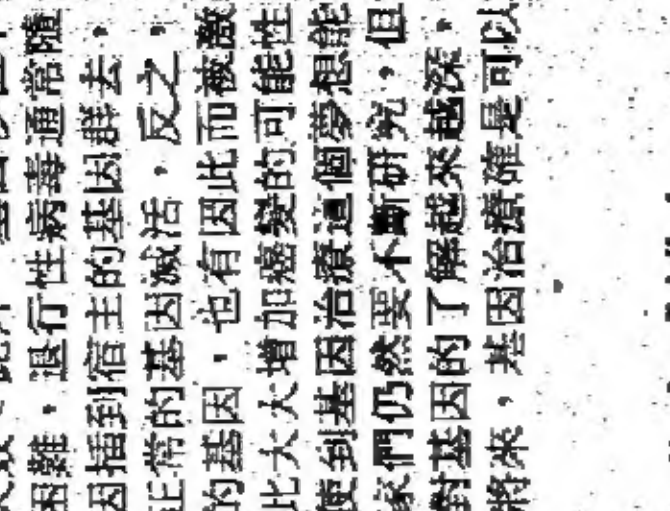 困難，退行性病毒通常隨
因插到宿主的基因群去，
正常的基因滅活，反之，
的基因，也有因此而被激
此大大增加癌變的可能性
使到基因治療這個夢想能
家們仍然要不斷研究，但
對基因的了解越來越深，
將來，基因治療確是可以